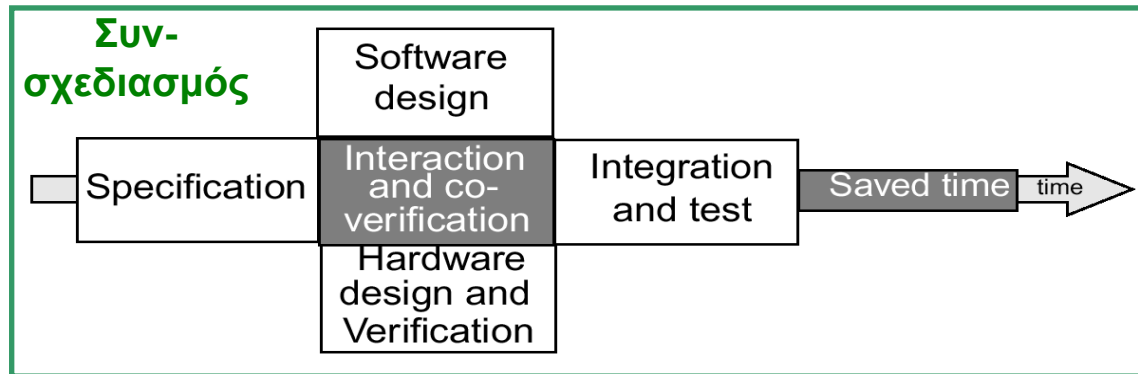 Συν-
σχεδιασμός
Software
design
Specification
Interaction
and co-
verification
Integration
and test
Saved time
time
Hardware
design and
Verification